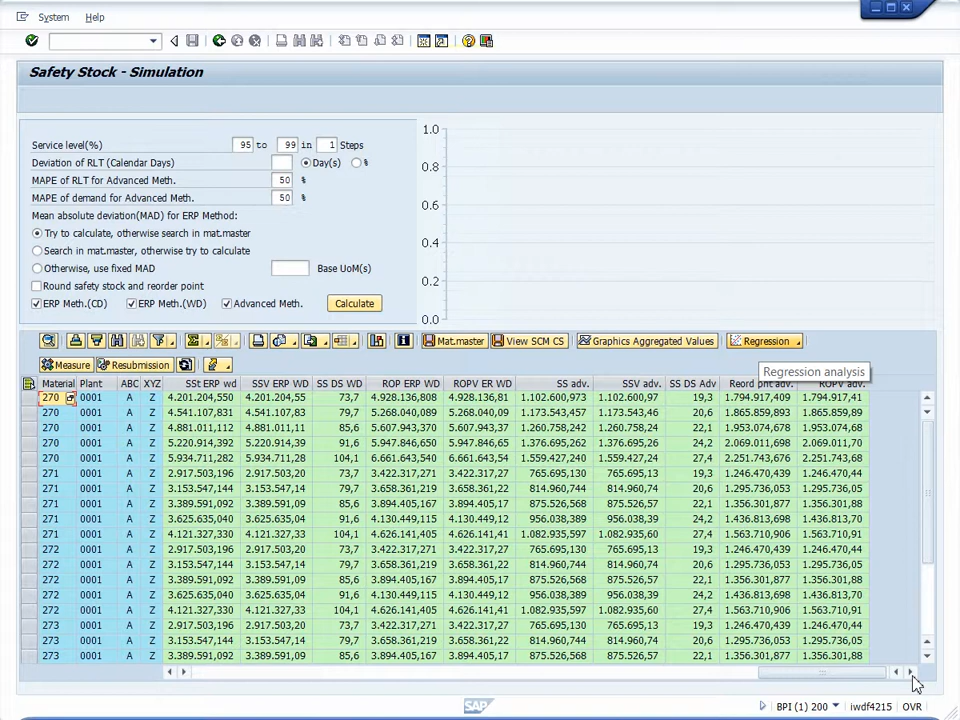 System Help
Safety Stock - Simulation
Service level(%) 95 to 99 in 1 Steps
Deviation of RLT (Calendar Days) Day(s) %
MAPE of RLT for Advanced Meth. 50 %
MAPE of demand for Advanced Meth. 50 %
Mean absolute deviation(MAD) for ERP Method:
Try to calculate, otherwise search in mat.master
Search in mat.master, otherwise try to calculate
Otherwise, use fixed MAD Base UoM(s)
Round safety stock and reorder point
ERP Meth.(CD) ERP Meth.(WD) Advanced Meth. Calculate
1.0
0.8
0.6
0.4
0.2
0.0
Mat.master View SCM CS Graphics Aggregated Values Regression
Measure Resubmission
Regression analysis
Material Plant ABC XYZ SSt ERP wd SSV ERP WD SS DS WD ROP ERP WD ROPV ER WD SS adv. SSV adv. SS DS Adv Reord pnt adv. ROPV adv.
270 0001 A Z 4.201.204,550 4.201.204,55 73,7 4.928.136,808 4.928.136,81 1.102.600,973 1.102.600,97 19,3 1.794.909,417 1.794.917,41
270 0001 A Z 4.541.107,831 4.541.107,83 79,7 5.268.040,089 5.268.040,09 1.173.543,457 1.173.543,46 20,6 1.865.859,893 1.865.859,89
270 0001 A Z 4.881.011,112 4.881.011,11 85,6 5.607.943,370 5.607.943,37 1.260.758,242 1.260.758,24 22,1 1.953.074,678 1.953.074,68
270 0001 A Z 5.220.914,392 5.220.914,39 91,6 5.947.846,650 5.947.846,65 1.376.695,262 1.376.695,26 24,2 2.069.011,698 2.069.011,70
270 0001 A Z 5.934.711,282 5.934.711,28 104,1 6.661.643,540 6.661.643,54 1.559.427,240 1.559.427,24 27,4 2.251.743,676 2.251.743,68
271 0001 A Z 2.917.503,196 2.917.503,20 73,7 3.422.317,271 3.422.317,27 765.695,130 765.695,13 19,3 1.246.470,439 1.246.470,44
271 0001 A Z 3.153.547,144 3.153.547,14 79,7 3.658.361,219 3.658.361,22 814.960,744 814.960,74 20,6 1.295.736,053 1.295.736,05
271 0001 A Z 3.389.591,092 3.389.591,09 85,6 3.894.405,167 3.894.405,17 875.526,568 875.526,57 22,1 1.356.301,877 1.356.301,88
271 0001 A Z 3.625.635,040 3.625.635,04 91,6 4.130.449,115 4.130.449,12 956.038,389 956.038,39 24,2 1.436.813,698 1.436.813,70
271 0001 A Z 4.121.327,330 4.121.327,33 104,1 4.626.141,405 4.626.141,41 1.082.935,597 1.082.935,60 27,4 1.563.710,906 1.563.710,91
272 0001 A Z 2.917.503,196 2.917.503,20 73,7 3.422.317,271 3.422.317,27 765.695,130 765.695,13 19,3 1.246.470,439 1.246.470,44
272 0001 A Z 3.153.547,144 3.153.547,14 79,7 3.658.361,219 3.658.361,22 814.960,744 814.960,74 20,6 1.295.736,053 1.295.736,05
272 0001 A Z 3.389.591,092 3.389.591,09 85,6 3.894.405,167 3.894.405,17 875.526,568 875.526,57 22,1 1.356.301,877 1.356.301,88
272 0001 A Z 3.625.635,040 3.625.635,04 91,6 4.130.449,115 4.130.449,12 956.038,389 956.038,39 24,2 1.436.813,698 1.436.813,70
272 0001 A Z 4.121.327,330 4.121.327,33 104,1 4.626.141,405 4.626.141,41 1.082.935,597 1.082.935,60 27,4 1.563.710,906 1.563.710,91
273 0001 A Z 2.917.503,196 2.917.503,20 73,7 3.422.317,271 3.422.317,27 765.695,130 765.695,13 19,3 1.246.470,439 1.246.470,44
273 0001 A Z 3.153.547,144 3.153.547,14 79,7 3.658.361,219 3.658.361,22 814.960,744 814.960,74 20,6 1.295.736,053 1.295.736,05
273 0001 A Z 3.389.591,092 3.389.591,09 85,6 3.894.405,167 3.894.405,17 875.526,568 875.526,57 22,1 1.356.301,877 1.356.301,88
SAP BPI (1) 200 iwdf4215 OVR